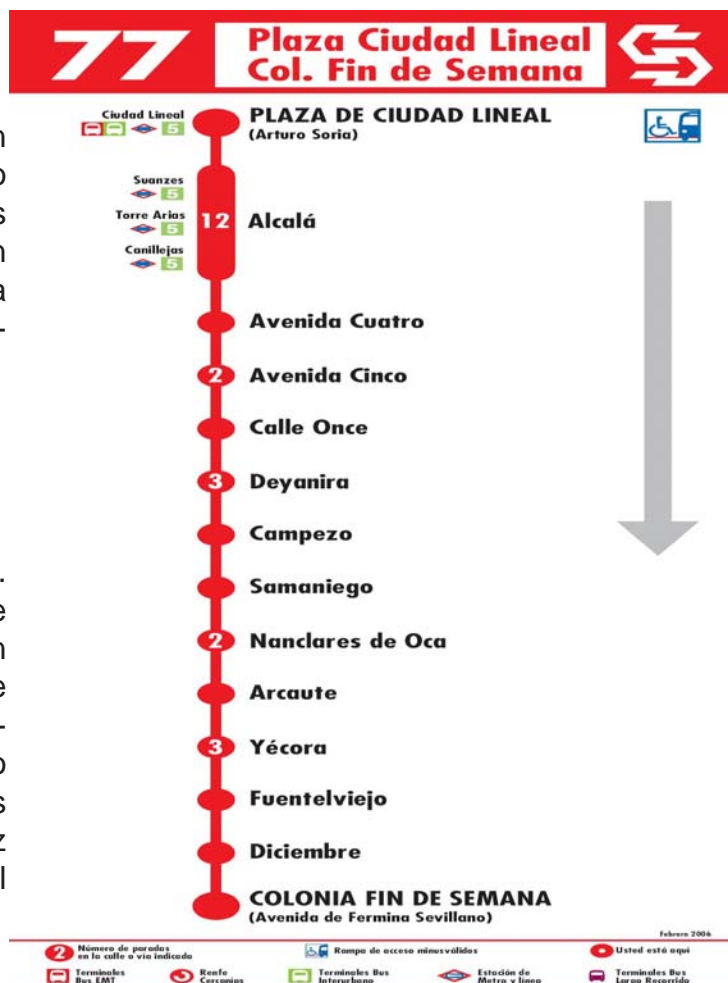 77
Plaza Ciudad Lineal
Col. Fin de Semana
Ciudad Lineal
5
PLAZA DE CIUDAD LINEAL
(Arturo Soria)
Suanzes
5
Torre Arias
5
Canillejas
5
12 Alcalá
Avenida Cuatro
2 Avenida Cinco
Calle Once
3 Deyanira
Campezo
Samaniego
2 Nanclares de Oca
Arcaute
3 Yécora
Fuentelviejo
Diciembre
COLONIA FIN DE SEMANA
(Avenida de Fermina Sevillano)
Febrero 2006
2 Número de paradas
en la calle o vía indicada
Rampa de acceso minusválidos
Usted está aquí
Terminales
Bus EMT
Renfe
Cercanías
Terminales Bus
Interurbano
Estación de
Metro y línea
Terminales Bus
Largo Recorrido